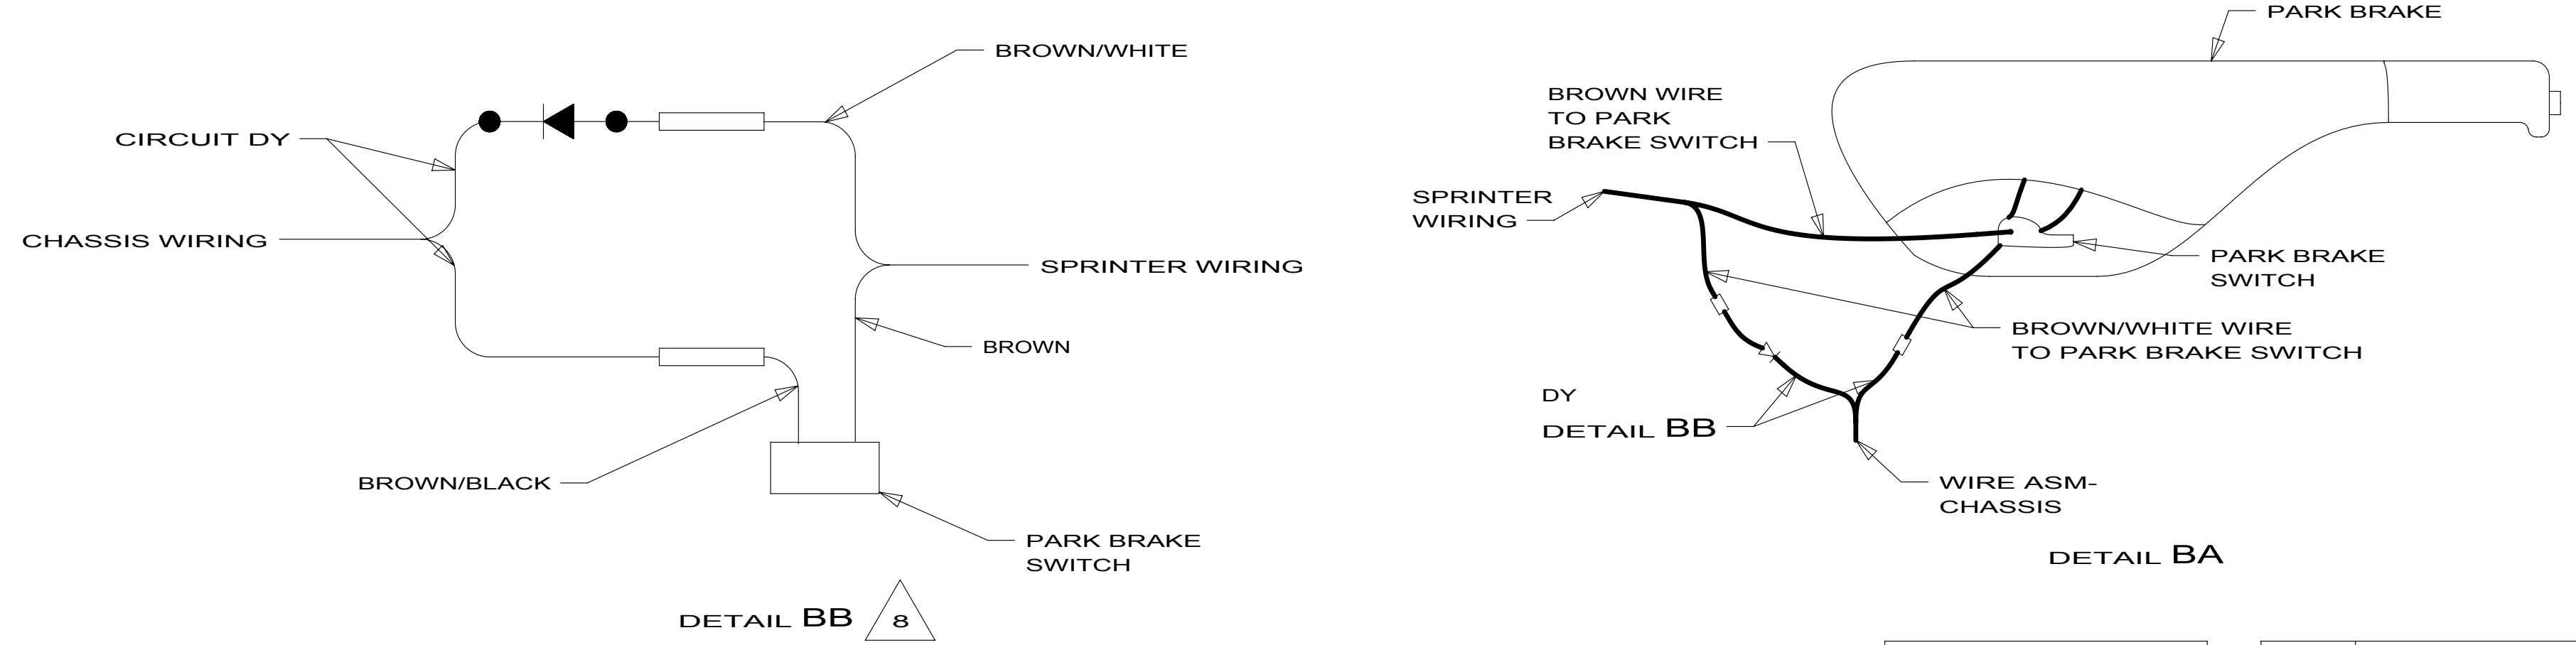 BROWN/WHITE
CIRCUIT DY
CHASSIS WIRING
SPRINTER WIRING
BROWN
BROWN/BLACK
PARK BRAKE
SWITCH
DETAIL BB
8
PARK BRAKE
BROWN WIRE
TO PARK
BRAKE SWITCH
SPRINTER
WIRING
PARK BRAKE
SWITCH
BROWN/WHITE WIRE
TO PARK BRAKE SWITCH
DY
DETAIL BB
WIRE ASM-
CHASSIS
DETAIL BA